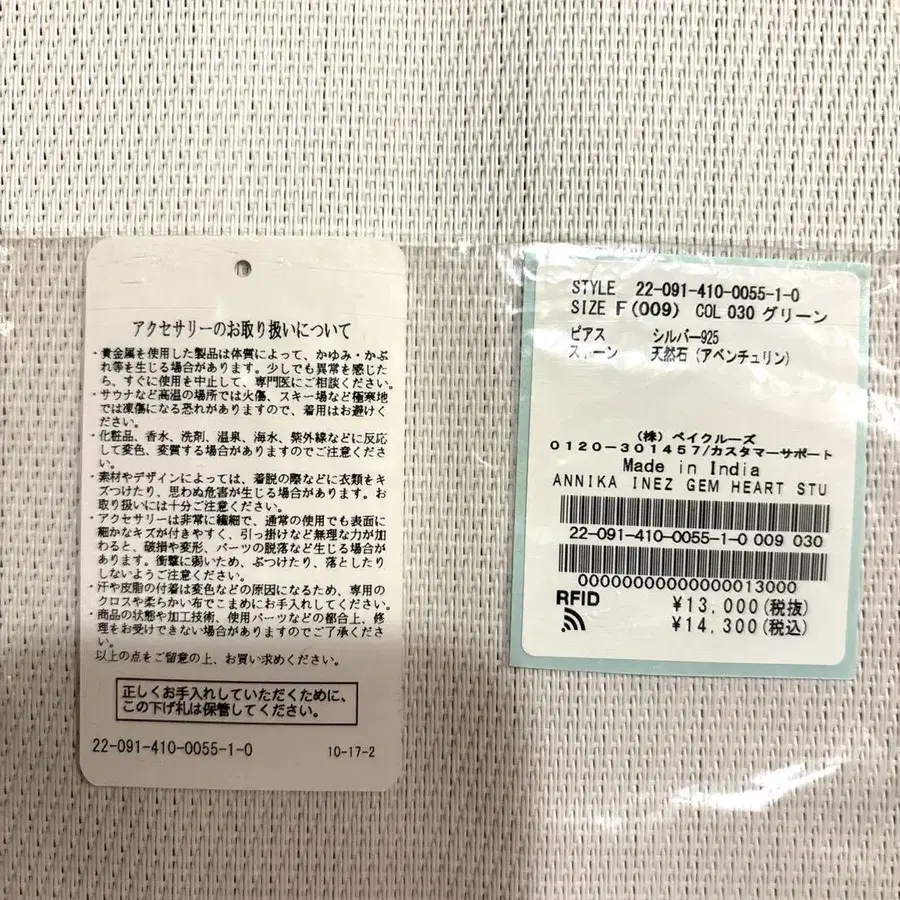 アクセサリーのお取り扱いについて
・貴金属を使用した製品は体質によって、かゆみ・かぶ
れ等を生じる場合があります。少しでも異常を感じた
ら、すぐに使用を中止して、専門医にご相談ください。
・サウナなど高温の場所では火傷、スキー場など極寒地
では凍傷になる恐れがありますので、着用はお避けく
ださい。
・化粧品、香水、洗剤、温泉、海水、紫外線などに反応
して変色、変質する場合がありますのでご注意くださ
い。
・素材やデザインによっては、着脱の際などに衣類をキ
ズつけたり、思わぬ危害が生じる場合があります。お
取り扱いには十分ご注意ください。
・アクセサリーは非常に繊細で、通常の使用でも表面に
細かなキズが付きやすく、引っ掛けなど無理な力が加
わると、破損や変形、パーツの脱落など生じる場合が
あります。衝撃に弱いため、ぶつけたり、落としたり
しないようご注意ください。
・汗や皮脂の付着は変色などの原因になるため、専用の
クロスや柔らかい布でこまめにお手入れしてください。
・商品の状態や加工技術、使用パーツなどの都合上、修
理をお受けできない場合がありますのでご了承くださ
い。
以上の点をご留意の上、お買い求めください。
正しくお手入れしていただくために、
この下げ札は保管してください。
22-091-410-0055-1-0 10-17-2
STYLE 22-091-410-0055-1-0
SIZE F(009) COL 030 グリーン
ピアス シルバー925
ストーン 天然石(アベンチュリン)
(株)ベイクルーズ
0120-301457/カスタマーサポート
Made in India
ANNIKA INEZ GEM HEART STU
22-091-410-0055-1-0 009 030
000000000000000013000
RFID
¥13,000(税抜)
¥14,300(税込)